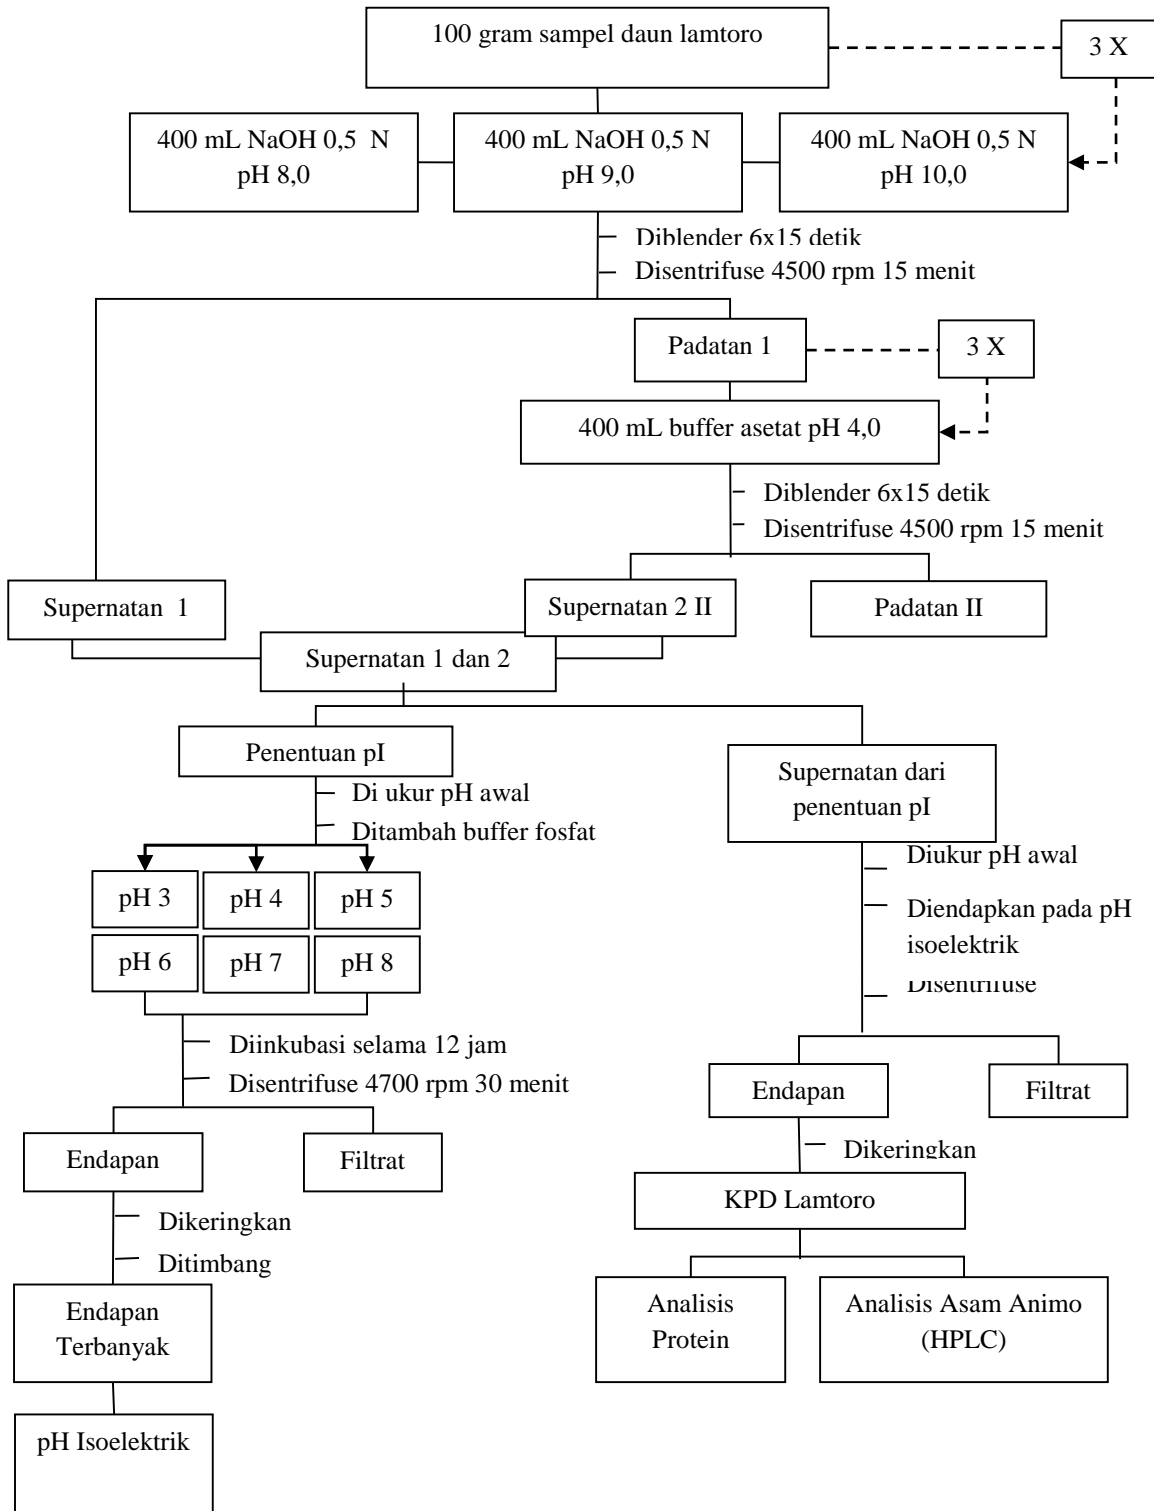 100 gram sampel daun lamtoro
3 X
400 mL NaOH 0,5  N
pH 8,0
400 mL NaOH 0,5 N
pH 9,0
400 mL NaOH 0,5 N
pH 10,0
Diblender 6x15 detik
Disentrifuse 4500 rpm 15 menit
Padatan 1
3 X
400 mL buffer asetat pH 4,0
Diblender 6x15 detik
Disentrifuse 4500 rpm 15 menit
Supernatan  1
Supernatan 2 II
Padatan II
Supernatan 1 dan 2
Penentuan pI
Di ukur pH awal
Ditambah buffer fosfat
pH 3
pH 4
pH 5
pH 6
pH 7
pH 8
Diinkubasi selama 12 jam
Disentrifuse 4700 rpm 30 menit
Endapan
Filtrat
Dikeringkan
Ditimbang
Endapan
Terbanyak
pH Isoelektrik
Supernatan dari
penentuan pI
Diukur pH awal
Diendapkan pada pH
isoelektrik
Disentrifuse
Endapan
Filtrat
Dikeringkan
KPD Lamtoro
Analisis
Protein
Analisis Asam Animo
(HPLC)